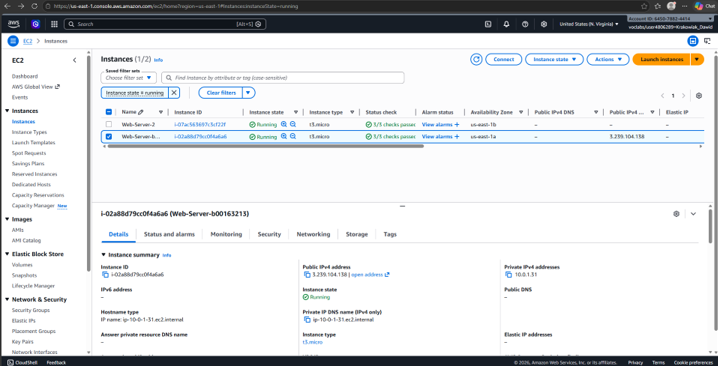 https://us-east-1.console.aws.amazon.com/ec2/home?region=us-east-1#Instances:instanceState=running
Chat
aws
Search
[Alt+S]
United States (N. Virginia)
Account ID: 4450-7882-4414
voclabs/user4806289=Krakowiak_Dawid
EC2 > Instances
EC2
Dashboard
AWS Global View
Events
Instances
Instances
Instance Types
Launch Templates
Spot Requests
Savings Plans
Reserved Instances
Dedicated Hosts
Capacity Reservations
Capacity Manager New
Images
AMIs
AMI Catalog
Elastic Block Store
Volumes
Snapshots
Lifecycle Manager
Network & Security
Security Groups
Elastic IPs
Placement Groups
Key Pairs
Network Interfaces
Instances (1/2) Info
Connect
Instance state
Actions
Launch instances
Saved filter sets
Choose filter set
Find Instance by attribute or tag (case-sensitive)
Instance state = running
Clear filters
1
Name Instance ID Instance state Instance type Status check Alarm status Availability Zone Public IPv4 DNS Public IPv4 ... Elastic IP
Web-Server-2 Running t3.micro 3/3 checks passed View alarms + us-east-1b – – –
Web-Server-b... i-02a88d79cc0f4a6a6 Running t3.micro 3/3 checks passed View alarms + us-east-1a – 3.239.104.138 –
i-02a88d79cc0f4a6a6 (Web-Server-b00163213)
Details
Status and alarms
Monitoring
Security
Networking
Storage
Tags
Instance summary Info
Instance ID
i-02a88d79cc0f4a6a6
Public IPv4 address
3.239.104.138 | open address
Private IPv4 addresses
10.0.1.31
IPv6 address
–
Instance state
Running
Public DNS
–
Hostname type
IP name: ip-10-0-1-31.ec2.internal
Private IP DNS name (IPv4 only)
ip-10-0-1-31.ec2.internal
Answer private resource DNS name
–
Instance type
t3.micro
Elastic IP addresses
–
CloudShell
Feedback
© 2026, Amazon Web Services, Inc. or its affiliates.
Privacy
Terms
Cookie preferences